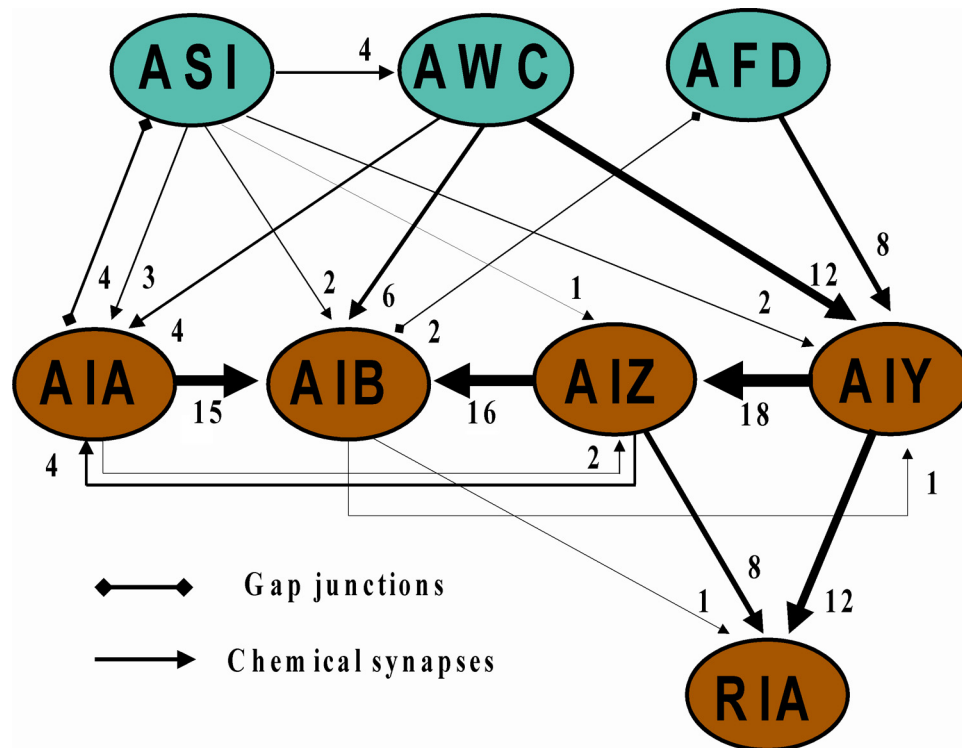 4
ASI
AWC
AFD
4
3
2
6
1
12
2
8
4
2
AIA
AIB
AIZ
AIY
15
16
18
4
2
1
Gap junctions
8
1
12
Chemical synapses
RIA